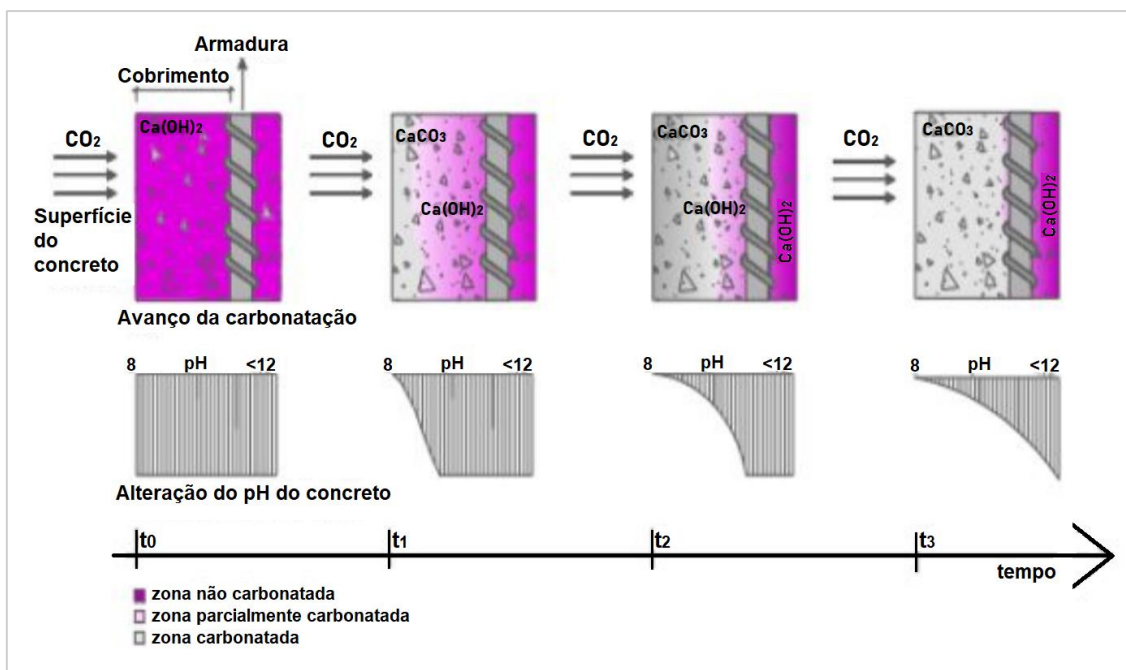 Armadura
Cobrimento
Ca(OH)2
CO2
Superfície
do
concreto
CO2
CaCO3
Ca(OH)2
CO2
CaCO3
Ca(OH)2
Ca(OH)2
CO2
CaCO3
Ca(OH)2
Avanço da carbonatação
8 pH <12
8 pH <12
8 pH <12
8 pH <12
Alteração do pH do concreto
t0
t1
t2
t3
tempo
zona não carbonatada
zona parcialmente carbonatada
zona carbonatada